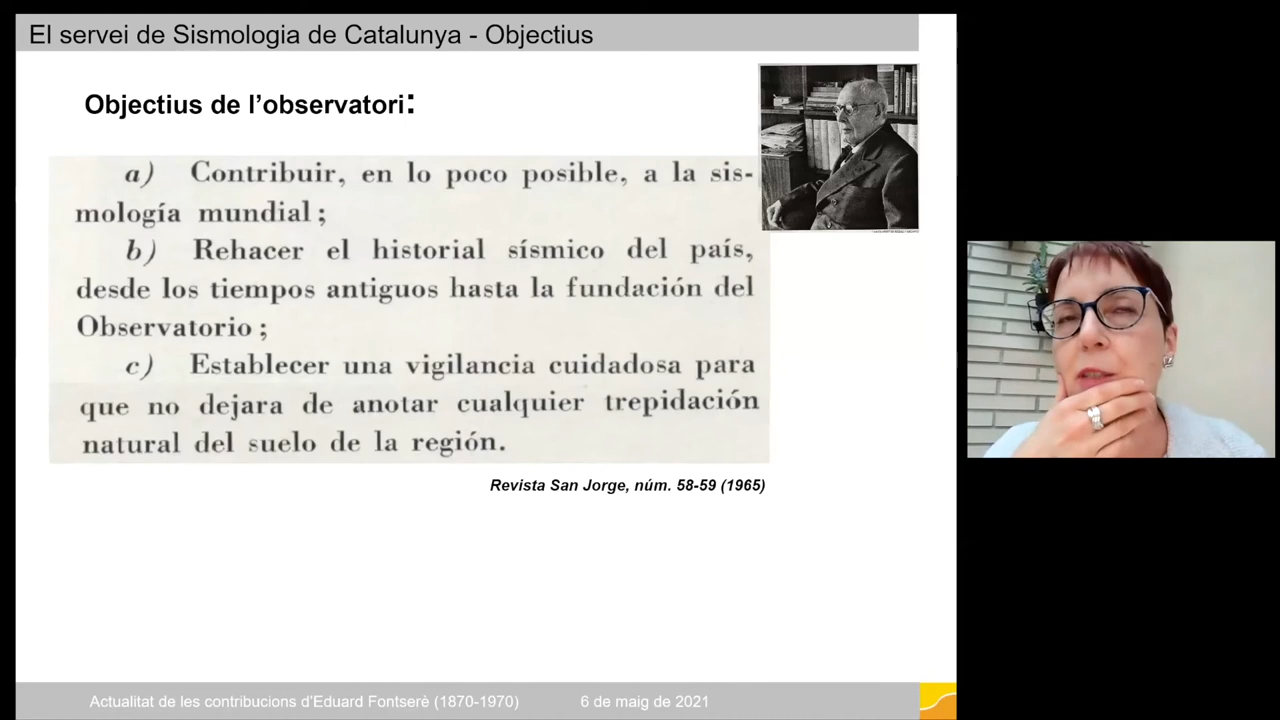 El servei de Sismologia de Catalunya - Objectius
Objectius de l’observatori:
a) Contribuir, en lo poco posible, a la sis-
mología mundial;
b) Rehacer el historial sísmico del país,
desde los tiempos antiguos hasta la fundación del
Observatorio;
c) Establecer una vigilancia cuidadosa para
que no dejara de anotar cualquier trepidación
natural del suelo de la región.
Revista San Jorge, núm. 58-59 (1965)
Actualitat de les contribucions d’Eduard Fontserè (1870-1970) 6 de maig de 2021